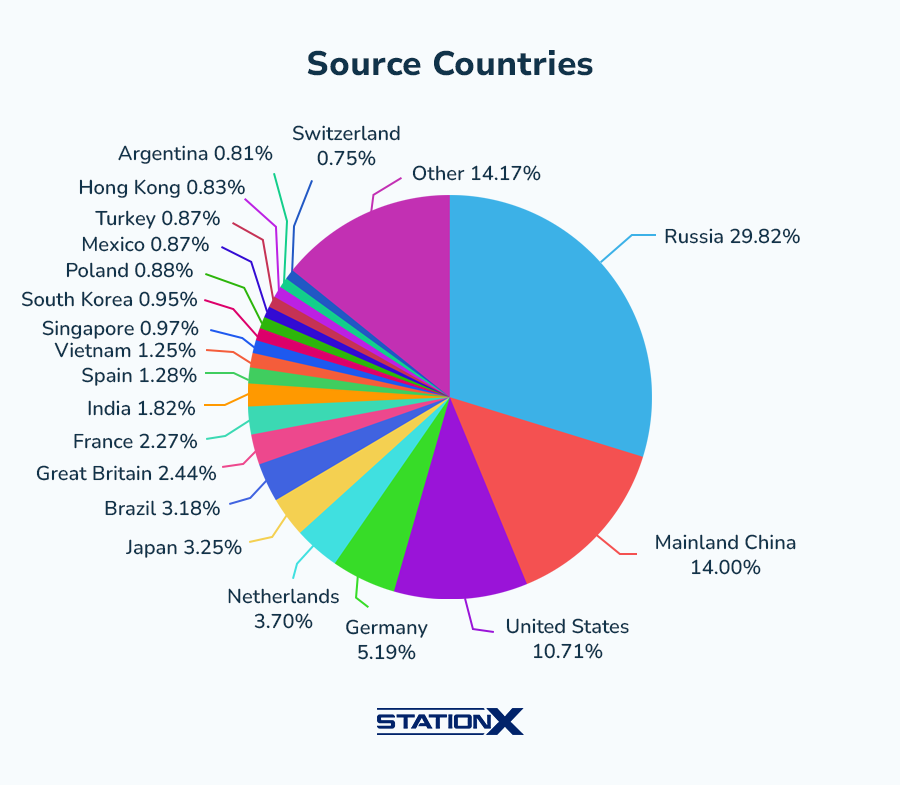 Source Countries
Switzerland
0.75%
Argentina 0.81%
Other 14.17%
Hong Kong 0.83%
Turkey 0.87%
Russia 29.82%
Mexico 0.87%
Poland 0.88%
South Korea 0.95%
Singapore 0.97%
Vietnam 1.25%
Spain 1.28%
India 1.82%
France 2.27%
Great Britain 2.44%
Brazil 3.18%
Japan 3.25%
Mainland China
14.00%
Netherlands
3.70%
Germany
5.19%
United States
10.71%
STATIONX